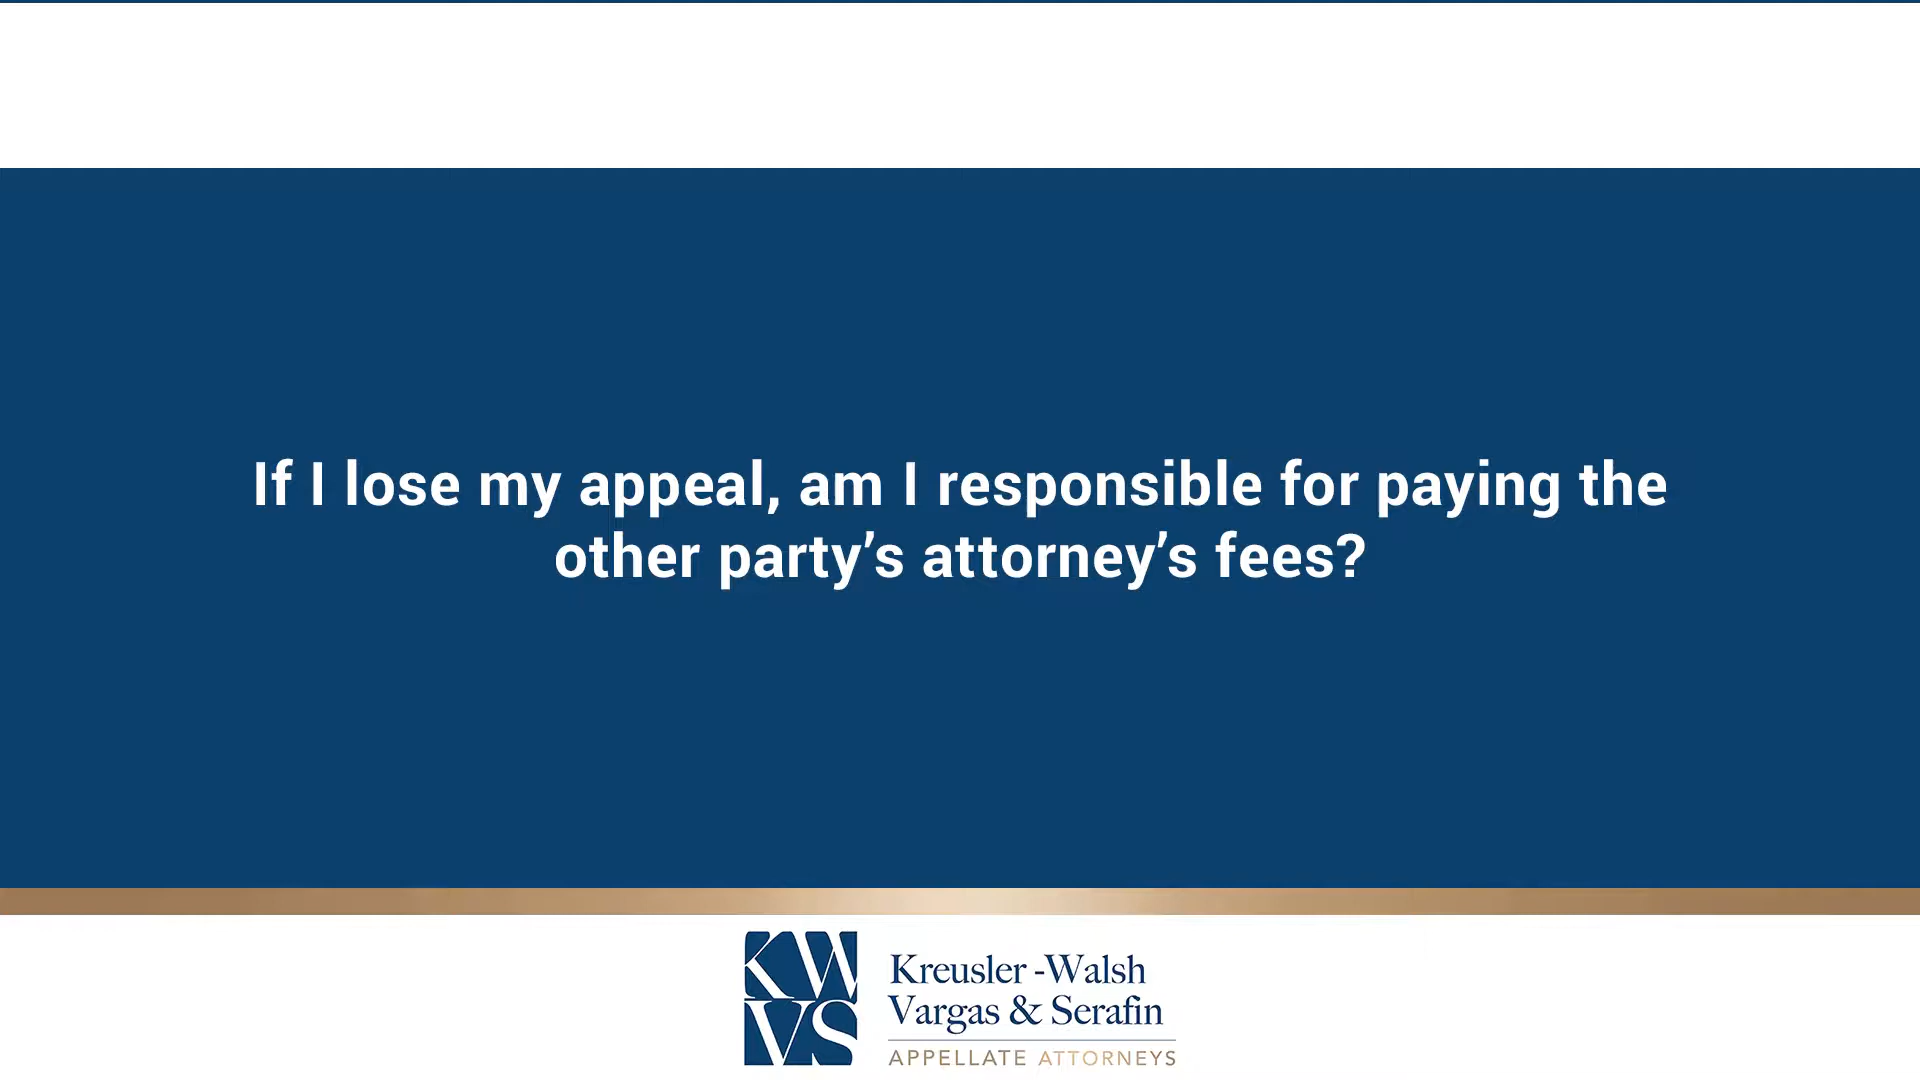 If I lose my appeal, am I responsible for paying the
other party’s attorney’s fees?
KW
VS
Kreusler -Walsh
Vargas & Serafin
APPELLATE ATTORNEYS